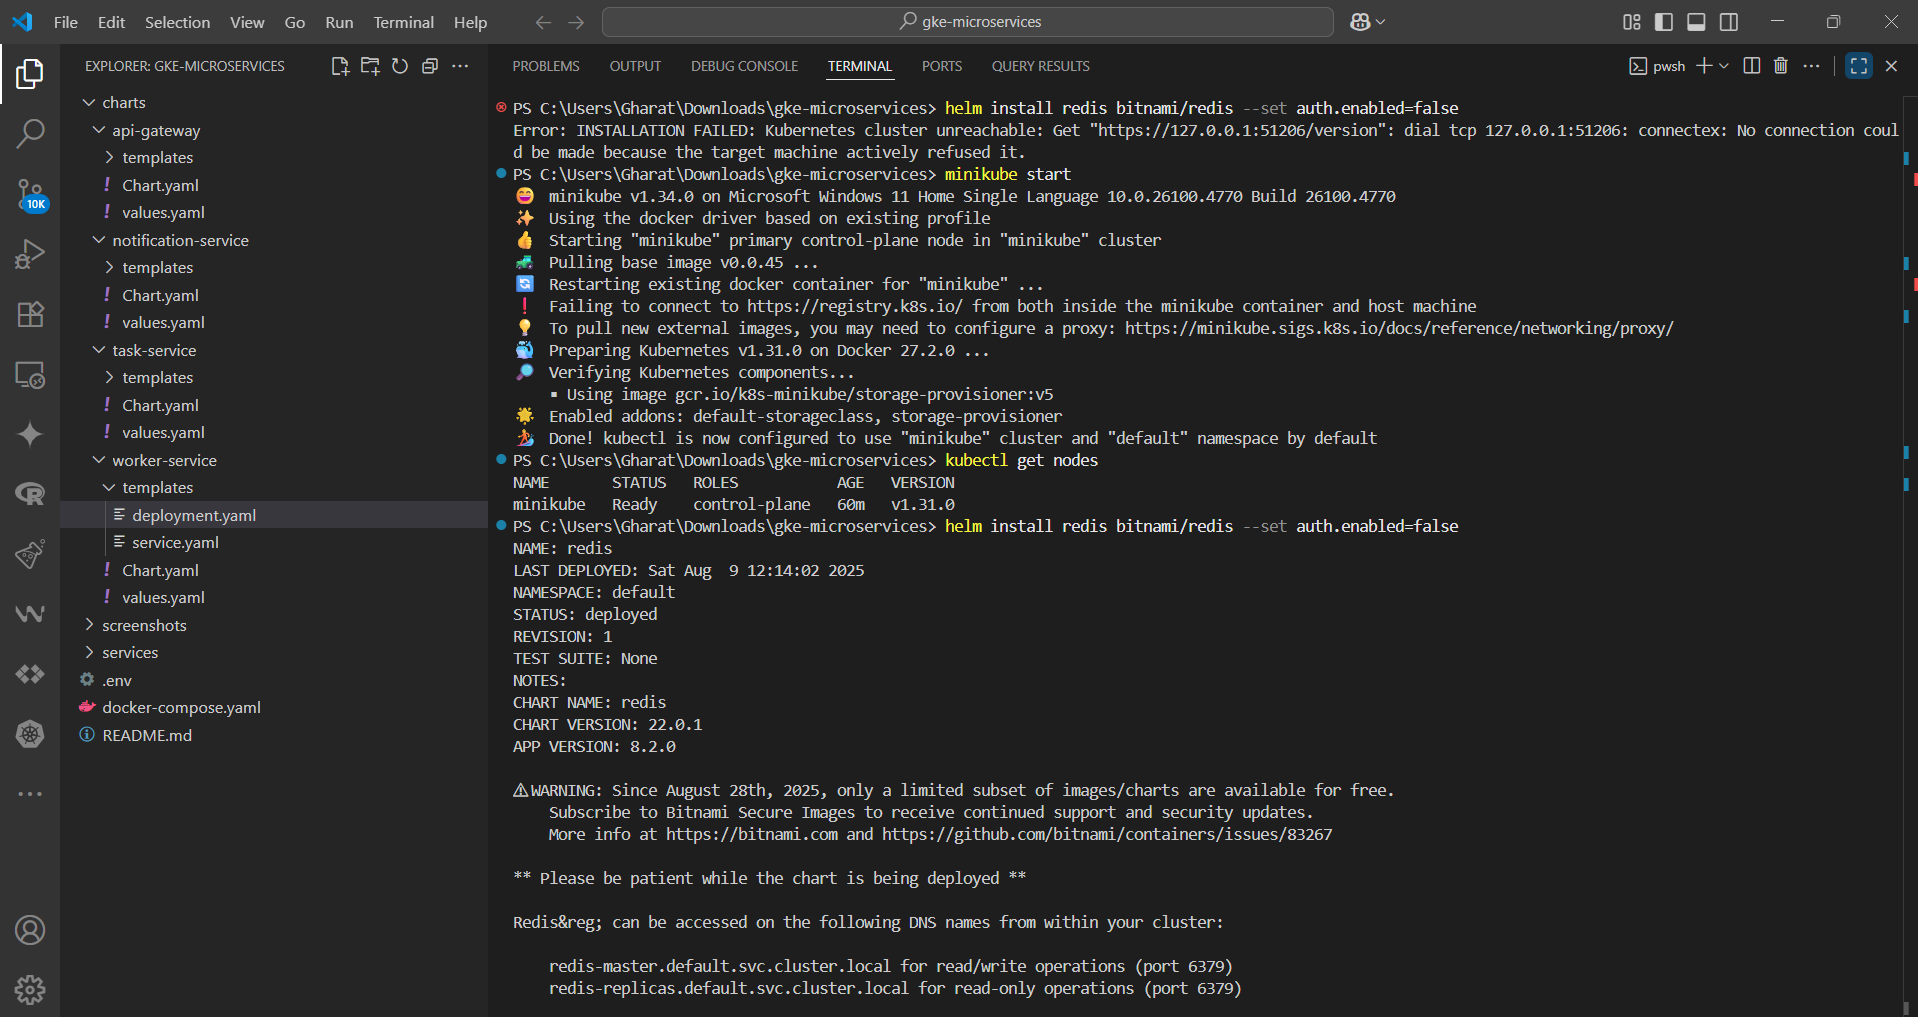 File Edit Selection View Go Run Terminal Help
gke-microservices
EXPLORER: GKE-MICROSERVICES
charts
api-gateway
templates
! Chart.yaml
! values.yaml
notification-service
templates
! Chart.yaml
! values.yaml
task-service
templates
! Chart.yaml
! values.yaml
worker-service
templates
deployment.yaml
service.yaml
! Chart.yaml
! values.yaml
screenshots
services
.env
docker-compose.yaml
README.md
10K
PROBLEMS OUTPUT DEBUG CONSOLE TERMINAL PORTS QUERY RESULTS
pwsh
PS C:\Users\Gharat\Downloads\gke-microservices> helm install redis bitnami/redis --set auth.enabled=false
Error: INSTALLATION FAILED: Kubernetes cluster unreachable: Get "https://127.0.0.1:51206/version": dial tcp 127.0.0.1:51206: connectex: No connection coul
d be made because the target machine actively refused it.
PS C:\Users\Gharat\Downloads\gke-microservices> minikube start
😄 minikube v1.34.0 on Microsoft Windows 11 Home Single Language 10.0.26100.4770 Build 26100.4770
✨ Using the docker driver based on existing profile
👍 Starting "minikube" primary control-plane node in "minikube" cluster
🚜 Pulling base image v0.0.45 ...
🔄 Restarting existing docker container for "minikube" ...
❗ Failing to connect to https://registry.k8s.io/ from both inside the minikube container and host machine
💡 To pull new external images, you may need to configure a proxy: https://minikube.sigs.k8s.io/docs/reference/networking/proxy/
🐳 Preparing Kubernetes v1.31.0 on Docker 27.2.0 ...
🔎 Verifying Kubernetes components...
▪ Using image gcr.io/k8s-minikube/storage-provisioner:v5
🌟 Enabled addons: default-storageclass, storage-provisioner
🏄 Done! kubectl is now configured to use "minikube" cluster and "default" namespace by default
PS C:\Users\Gharat\Downloads\gke-microservices> kubectl get nodes
NAME STATUS ROLES AGE VERSION
minikube Ready control-plane 60m v1.31.0
PS C:\Users\Gharat\Downloads\gke-microservices> helm install redis bitnami/redis --set auth.enabled=false
NAME: redis
LAST DEPLOYED: Sat Aug  9 12:14:02 2025
NAMESPACE: default
STATUS: deployed
REVISION: 1
TEST SUITE: None
NOTES:
CHART NAME: redis
CHART VERSION: 22.0.1
APP VERSION: 8.2.0
⚠WARNING: Since August 28th, 2025, only a limited subset of images/charts are available for free.
Subscribe to Bitnami Secure Images to receive continued support and security updates.
More info at https://bitnami.com and https://github.com/bitnami/containers/issues/83267
** Please be patient while the chart is being deployed **
Redis&reg; can be accessed on the following DNS names from within your cluster:
redis-master.default.svc.cluster.local for read/write operations (port 6379)
redis-replicas.default.svc.cluster.local for read-only operations (port 6379)